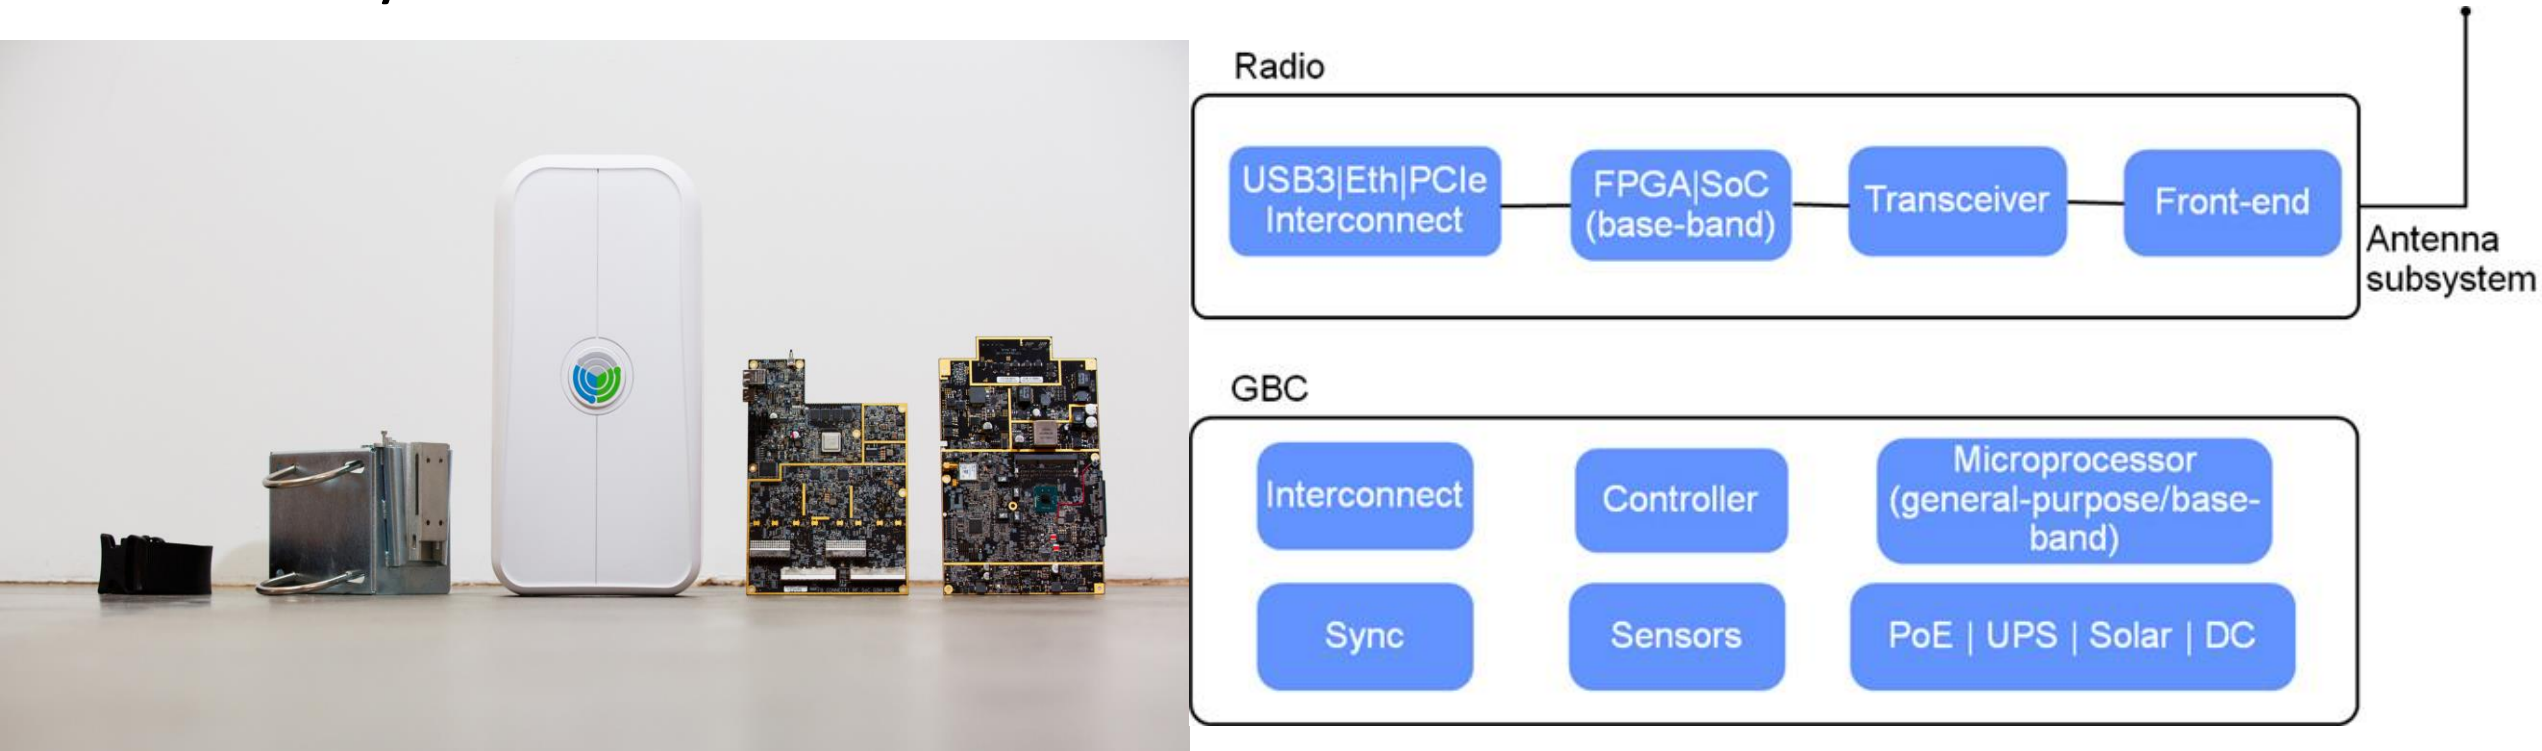 Radio
USB3|Eth|PCIe
Interconnect
FPGA|SoC
(base-band)
Transceiver
Front-end
Antenna
subsystem
GBC
Interconnect
Controller
Microprocessor
(general-purpose/base-
band)
Sync
Sensors
PoE | UPS | Solar | DC